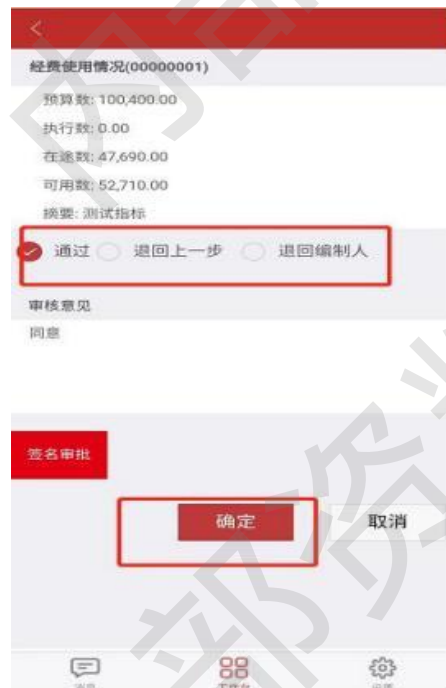 经费使用情况(00000001)
预算数: 100,400.00
执行数: 0.00
在途数: 47,690.00
可用数: 52,710.00
摘要: 测试指标
通过 退回上一步 退回编制人
审核意见
同意
签名审批
确定 取消